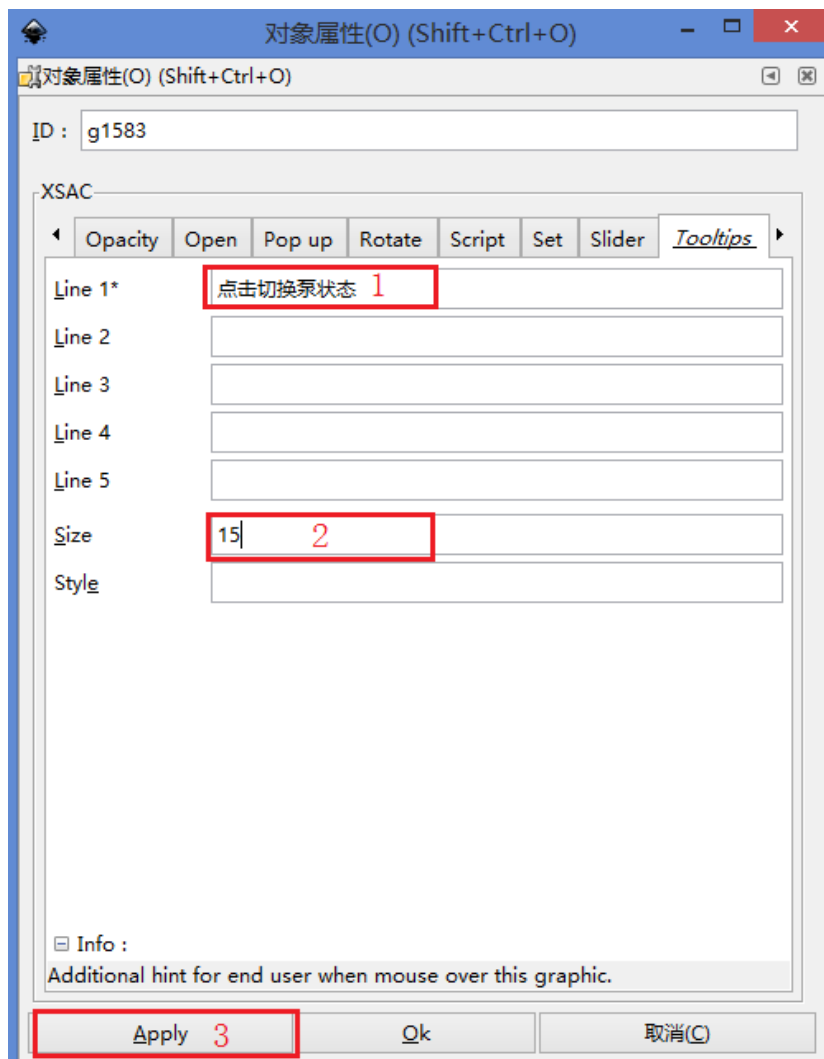 对象属性(O) (Shift+Ctrl+O)
对象属性(O) (Shift+Ctrl+O)
ID : g1583
XSAC
Opacity Open Pop up Rotate Script Set Slider Tooltips
Line 1* 点击切换泵状态 1
Line 2
Line 3
Line 4
Line 5
Size 15 2
Style
Info :
Additional hint for end user when mouse over this graphic.
Apply 3 Ok 取消(C)